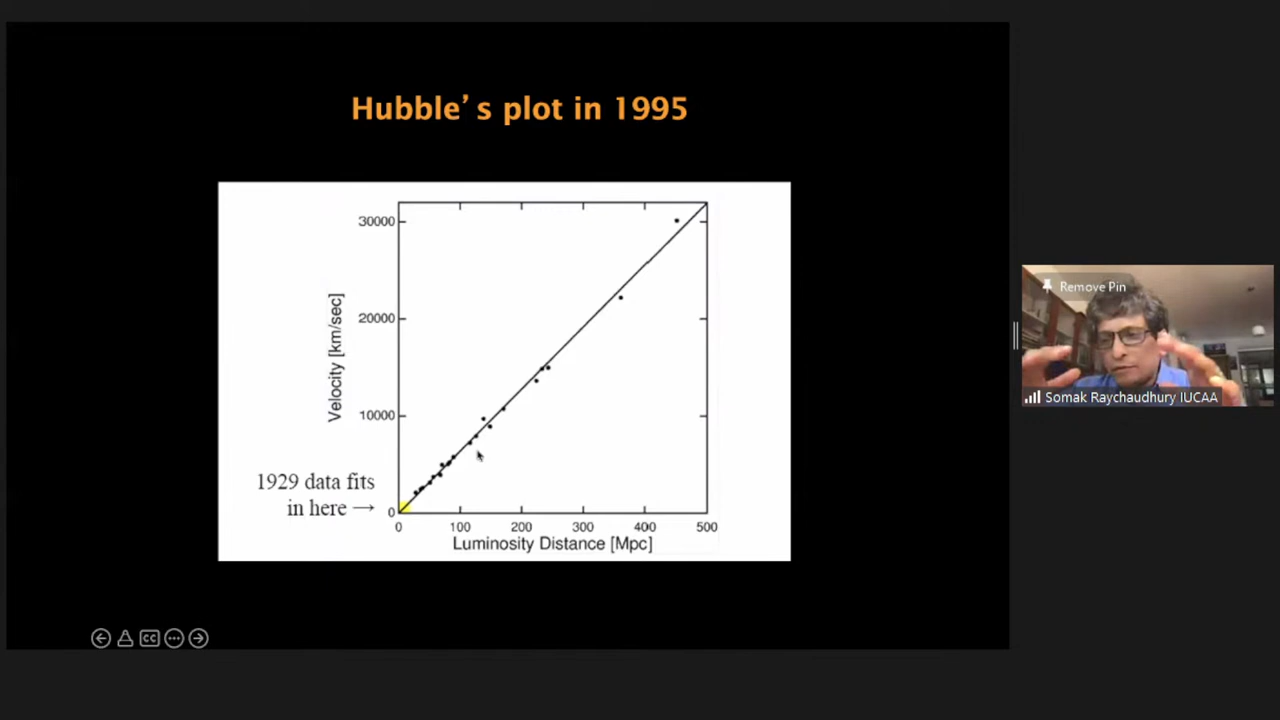 Hubble's plot in 1995
30000
20000
10000
0
Velocity [km/sec]
1929 data fits
in here →
0 100 200 300 400 500
Luminosity Distance [Mpc]
CC
Remove Pin
Somak Raychaudhury IUCAA